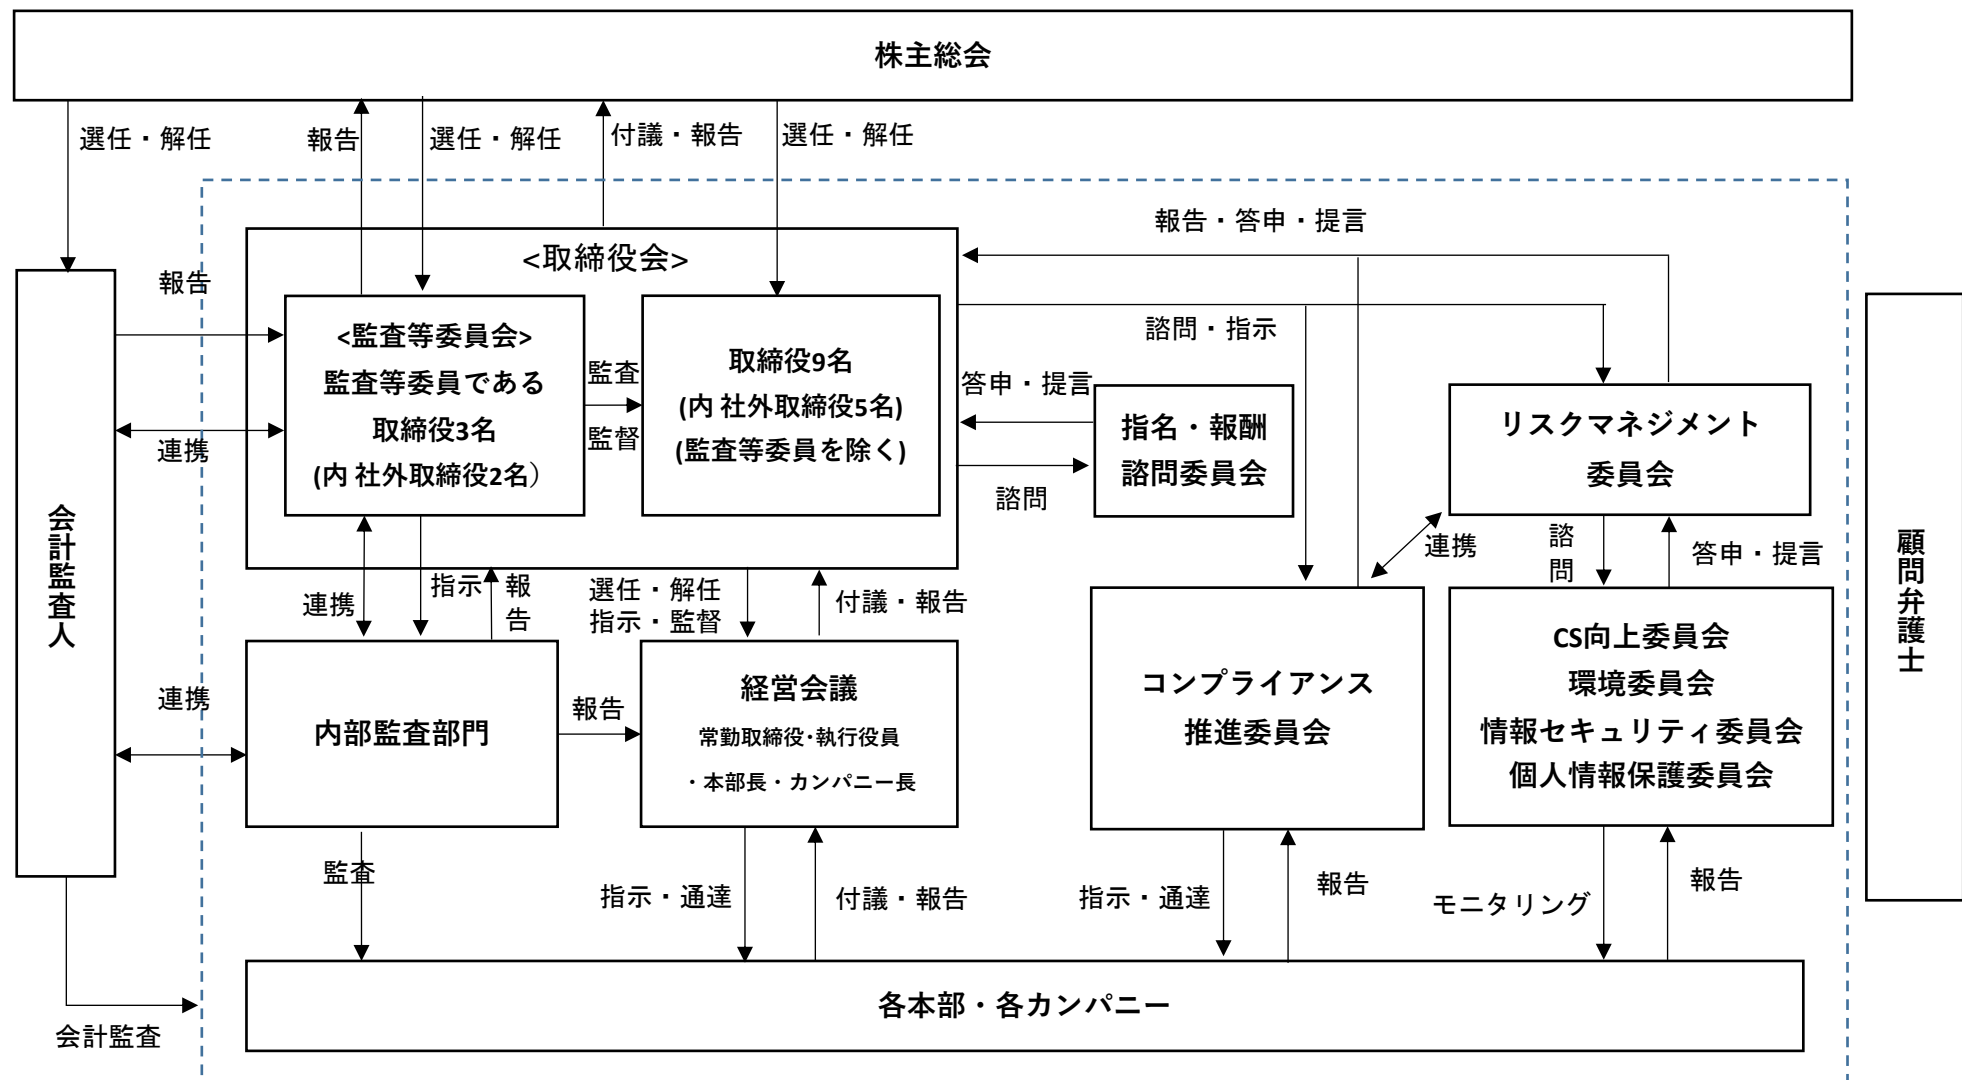 株主総会
選任・解任
報告
選任・解任
付議・報告
選任・解任
報告・答申・提言
<取締役会>
報告
<監査等委員会>
監査等委員である
取締役3名
(内 社外取締役2名）
監査
監督
取締役9名
(内 社外取締役5名)
(監査等委員を除く)
諮問・指示
答申・提言
指名・報酬
諮問委員会
諮問
リスクマネジメント
委員会
連携
会計監査人
顧問弁護士
連携
指示
報告
選任・解任
指示・監督
付議・報告
連携
諮問
答申・提言
連携
内部監査部門
報告
経営会議
常勤取締役・執行役員
・本部長・カンパニー長
コンプライアンス
推進委員会
CS向上委員会
環境委員会
情報セキュリティ委員会
個人情報保護委員会
監査
指示・通達
付議・報告
指示・通達
報告
モニタリング
報告
各本部・各カンパニー
会計監査